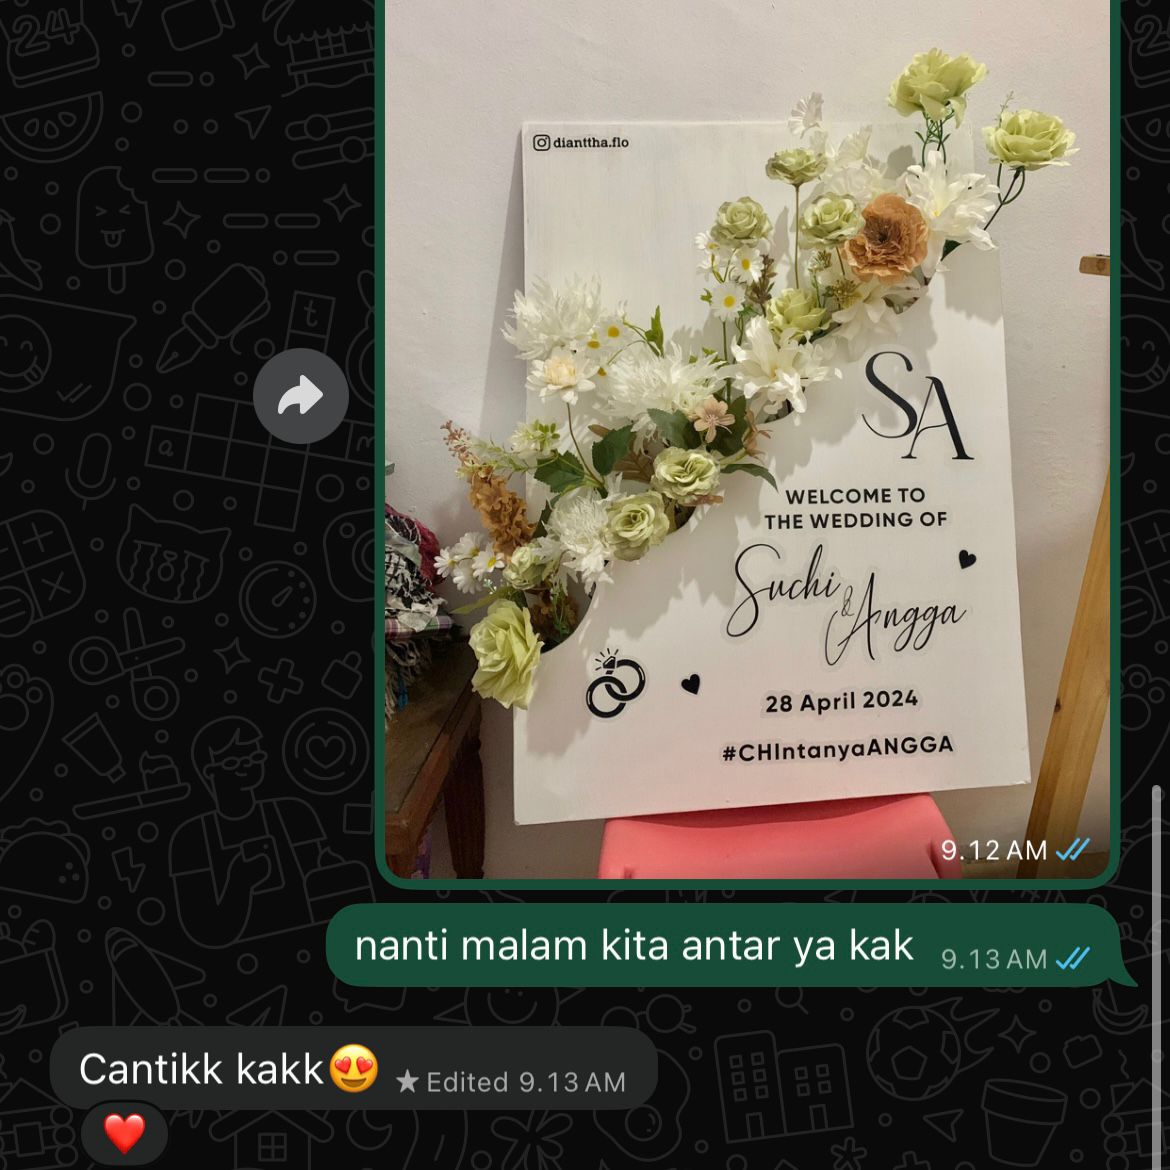 dianttha.flo
SA
WELCOME TO
THE WEDDING OF
Suchi
&
Angga
28 April 2024
#CHIntanyaANGGA
9.12 AM
nanti malam kita antar ya kak 9.13 AM
Cantikk kakk😍 ★ Edited 9.13 AM
❤️